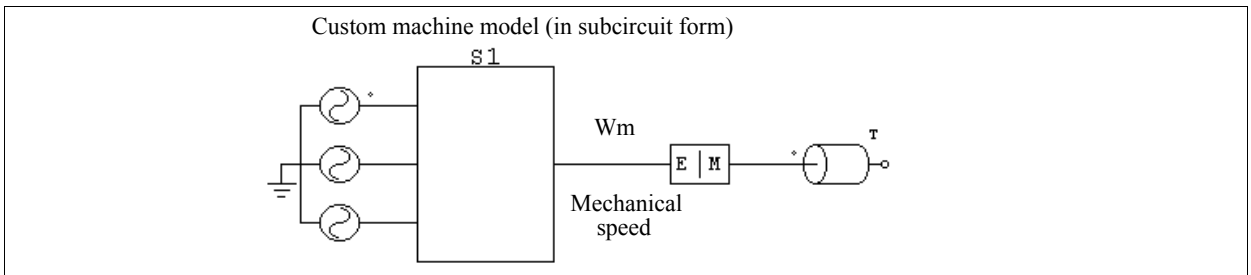 Custom machine model (in subcircuit form)
S1
Wm
T
E M
Mechanical
speed